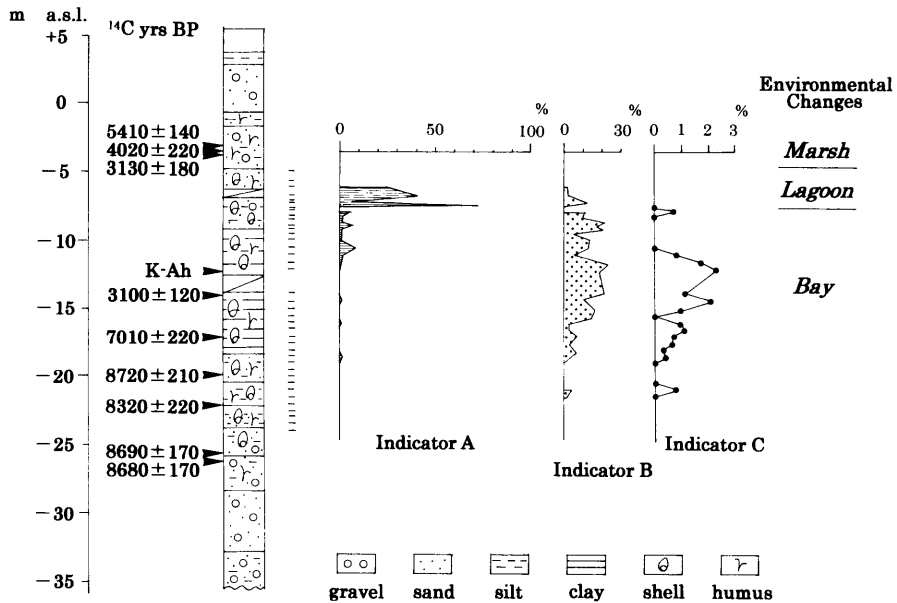 m a.s.l.
¹⁴C yrs BP
+5
0
−5
−10
−15
−20
−25
−30
−35
5410±140
4020±220
3130±180
K-Ah
3100±120
7010±220
8720±210
8320±220
8690±170
8680±170
%
0 50 100
Indicator A
%
0 30
Indicator B
%
0 1 2 3
Indicator C
Environmental
Changes
Marsh
Lagoon
Bay
gravel sand silt clay shell humus